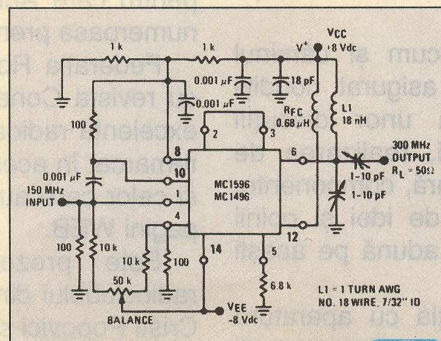 VCC
1 k
1 k
V+
+8 Vdc
0.001 µF
18 pF
0.001 µF
100
2
3
RFC
0.68 µH
L1
18 nH
0.001 µF
8
10
6
300 MHz
OUTPUT
RL = 50Ω
150 MHz
INPUT
1
MC1596
MC1496
1–10 pF
1–10 pF
4
12
100
10 k
10 k
100
14
5
50 k
6.8 k
BALANCE
VEE
-8 Vdc
L1 = 1 TURN AWG
NO. 18 WIRE, 7/32" ID